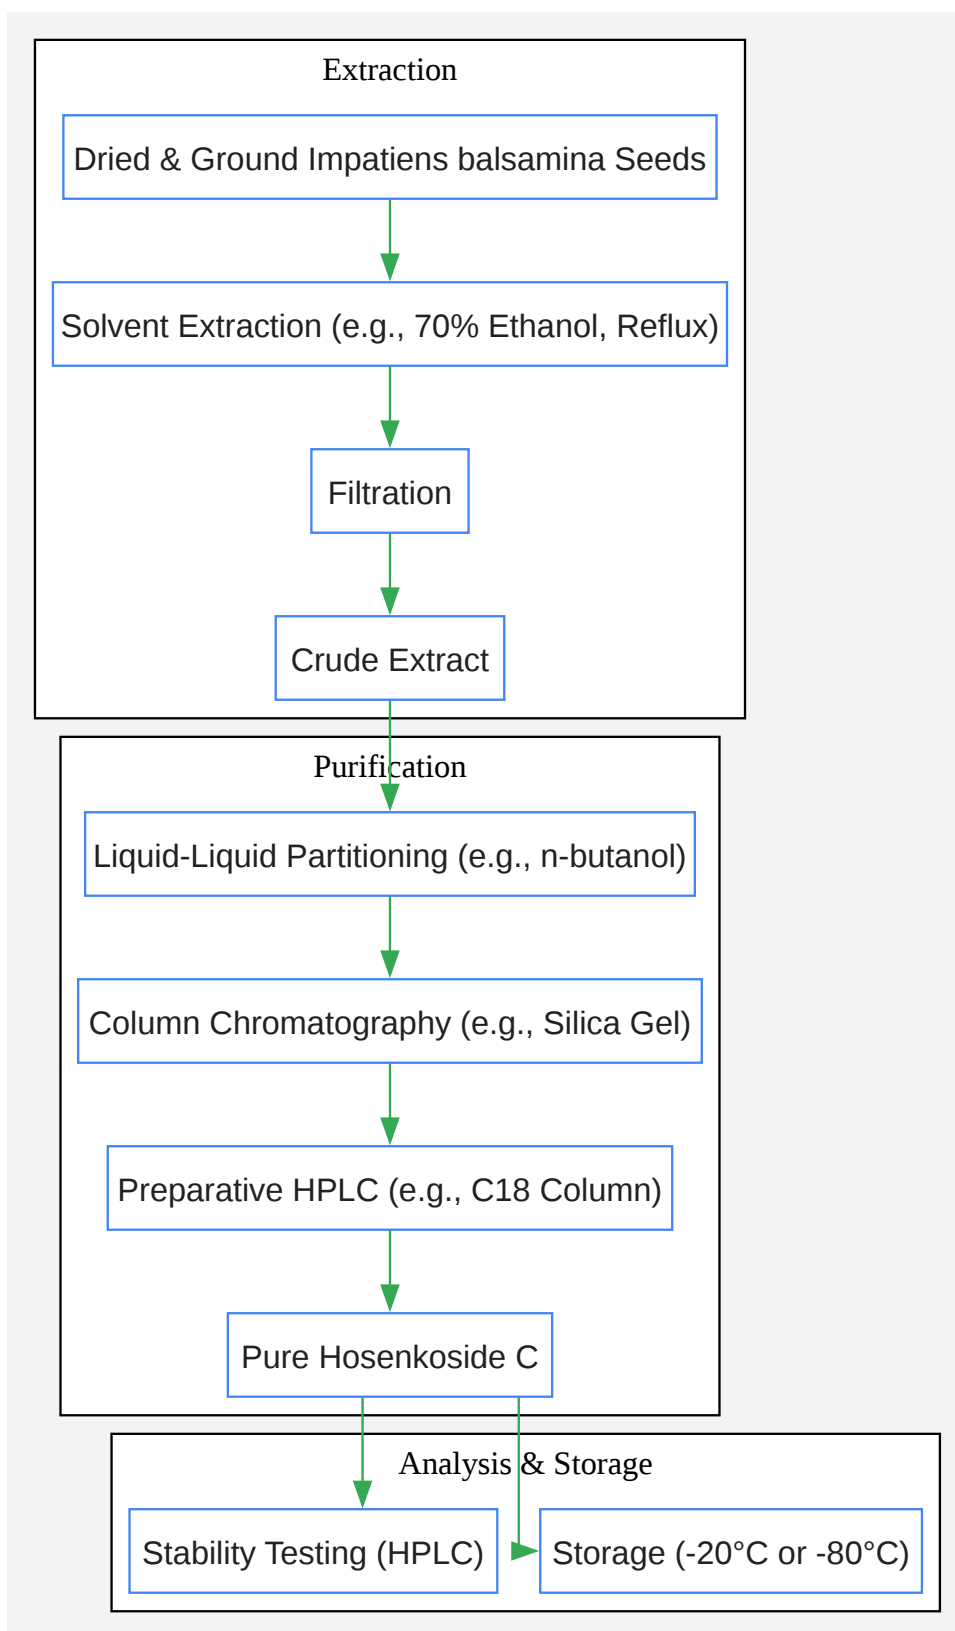 Extraction
Dried & Ground Impatiens balsamina Seeds
Solvent Extraction (e.g., 70% Ethanol, Reflux)
Filtration
Crude Extract
Purification
Liquid-Liquid Partitioning (e.g., n-butanol)
Column Chromatography (e.g., Silica Gel)
Preparative HPLC (e.g., C18 Column)
Pure Hosenkoside C
Analysis & Storage
Stability Testing (HPLC)
Storage (-20°C or -80°C)